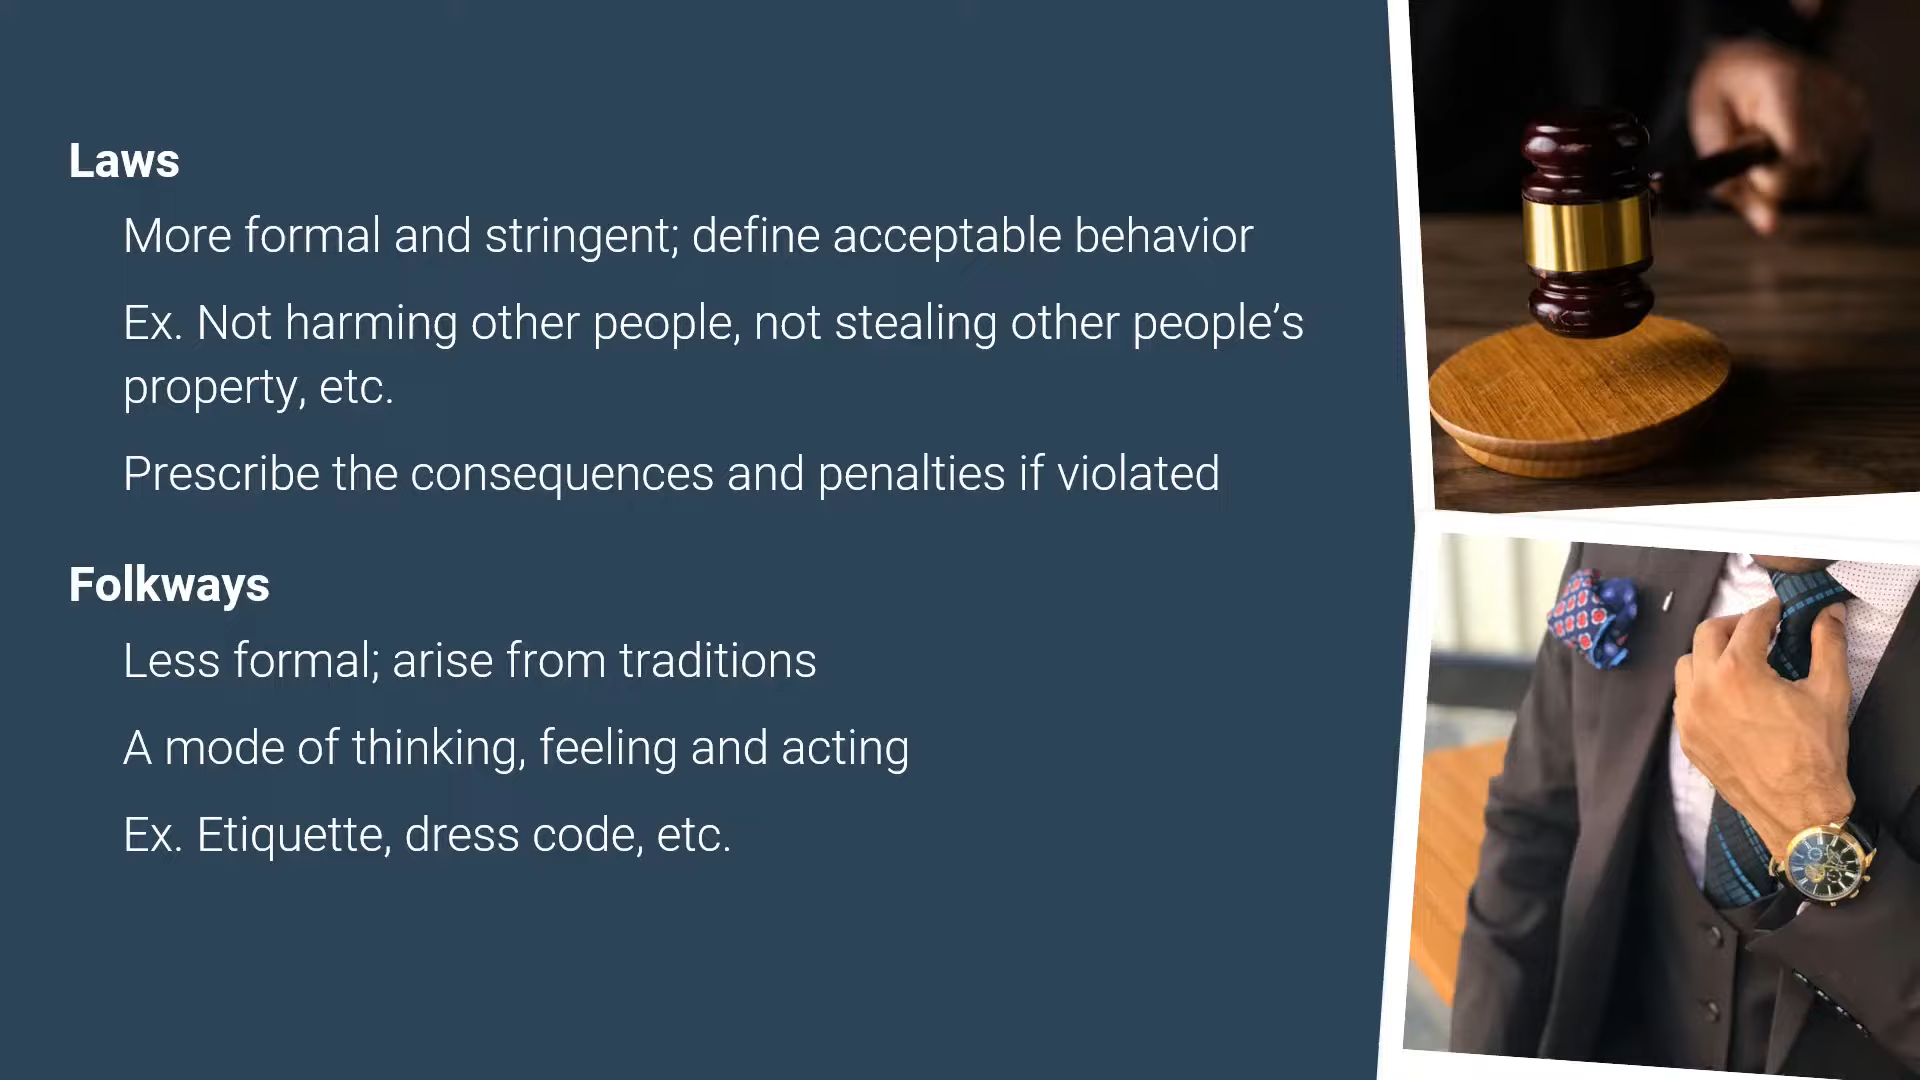 Laws
More formal and stringent; define acceptable behavior
Ex. Not harming other people, not stealing other people’s
property, etc.
Prescribe the consequences and penalties if violated
Folkways
Less formal; arise from traditions
A mode of thinking, feeling and acting
Ex. Etiquette, dress code, etc.